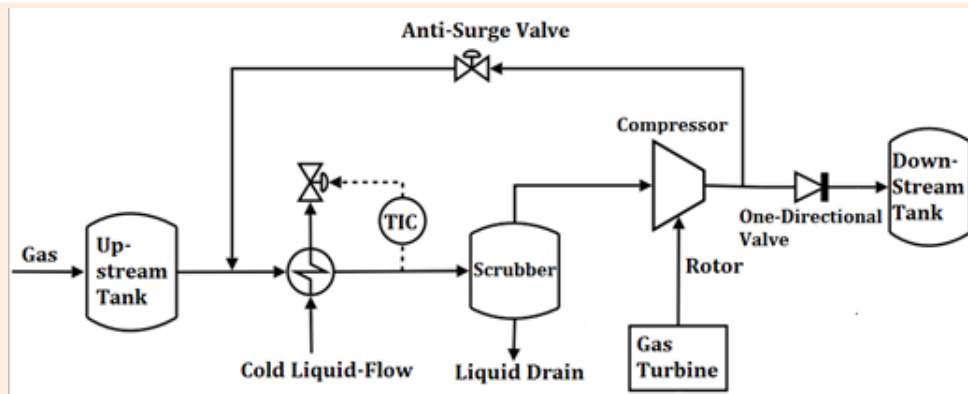 Anti-Surge Valve
Compressor
Down-
Stream
Tank
One-Directional
Valve
TIC
Gas
Up-
stream
Tank
Scrubber
Rotor
Cold Liquid-Flow
Liquid Drain
Gas
Turbine